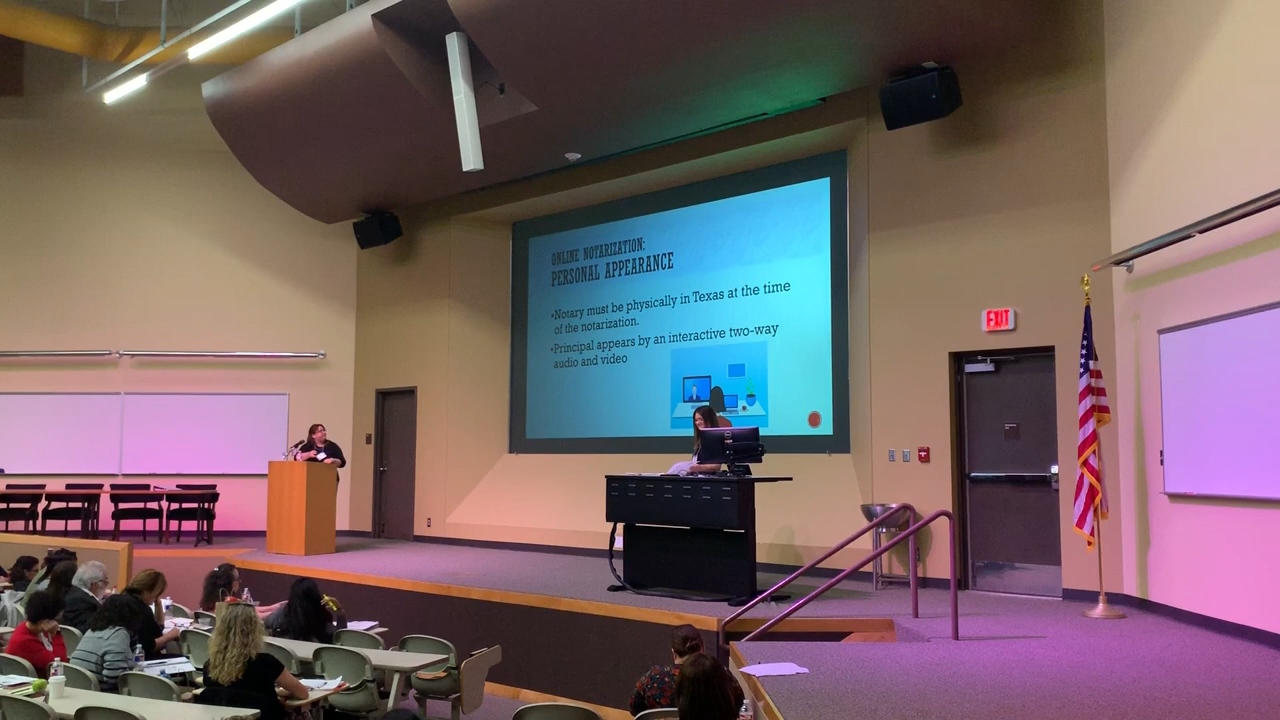 ONLINE NOTARIZATION:
PERSONAL APPEARANCE
•Notary must be physically in Texas at the time
of the notarization.
•Principal appears by an interactive two-way
audio and video
EXIT